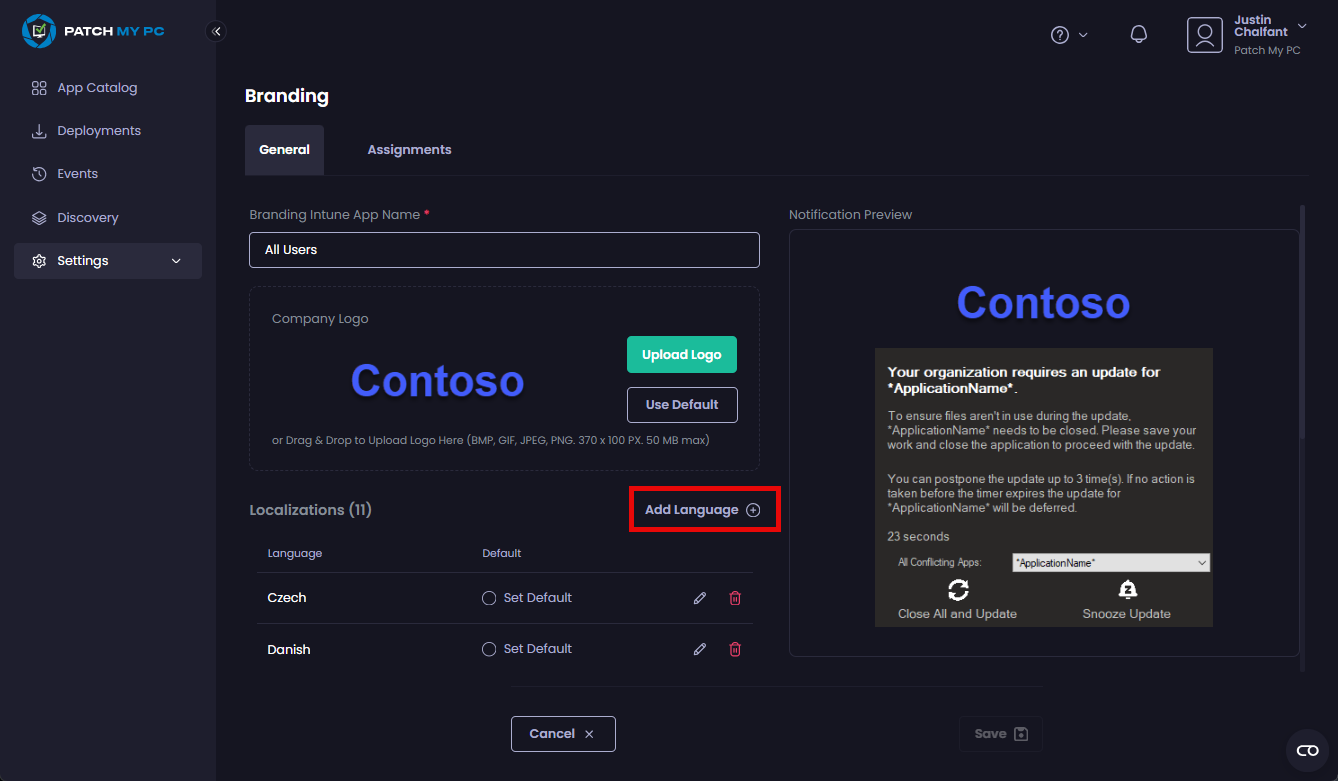 PATCH MY PC
App Catalog
Deployments
Events
Discovery
Settings
Justin
Chalfant
Patch My PC
Branding
General
Assignments
Branding Intune App Name *
All Users
Company Logo
Contoso
Upload Logo
Use Default
or Drag & Drop to Upload Logo Here (BMP, GIF, JPEG, PNG. 370 x 100 PX. 50 MB max)
Localizations (11)
Add Language
Language Default
Czech Set Default
Danish Set Default
Notification Preview
Contoso
Your organization requires an update for
*ApplicationName*.
To ensure files aren't in use during the update,
*ApplicationName* needs to be closed. Please save your
work and close the application to proceed with the update.
You can postpone the update up to 3 time(s). If no action is
taken before the timer expires the update for
*ApplicationName* will be deferred.
23 seconds
All Conflicting Apps: *ApplicationName*
Close All and Update
Snooze Update
Cancel
Save